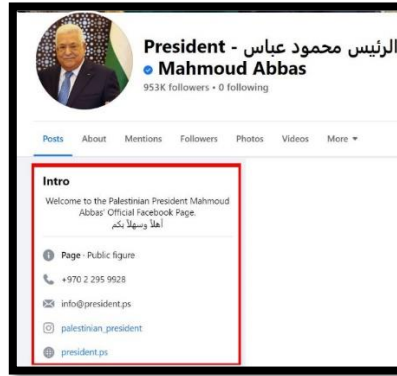 الرئيس محمود عباس - President
Mahmoud Abbas
953K followers • 0 following
Posts About Mentions Followers Photos Videos More
Intro
Welcome to the Palestinian President Mahmoud
Abbas' Official Facebook Page.
أهلاً وسهلاً بكم
Page · Public figure
+970 2 295 9928
info@president.ps
palestinian_president
president.ps